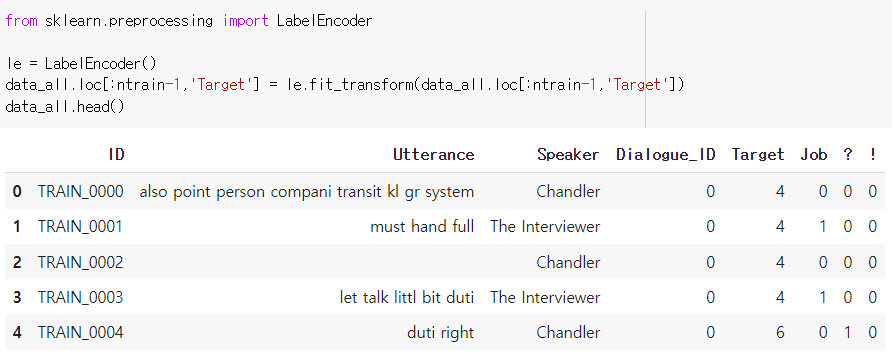 from sklearn.preprocessing import LabelEncoder
le = LabelEncoder()
data_all.loc[:ntrain-1,'Target'] = le.fit_transform(data_all.loc[:ntrain-1,'Target'])
data_all.head()
ID Utterance Speaker Dialogue_ID Target Job ? !
0 TRAIN_0000 also point person compani transit kl gr system Chandler 0 4 0 0 0
1 TRAIN_0001 must hand full The Interviewer 0 4 1 0 0
2 TRAIN_0002 Chandler 0 4 0 0 0
3 TRAIN_0003 let talk littl bit duti The Interviewer 0 4 1 0 0
4 TRAIN_0004 duti right Chandler 0 6 0 1 0